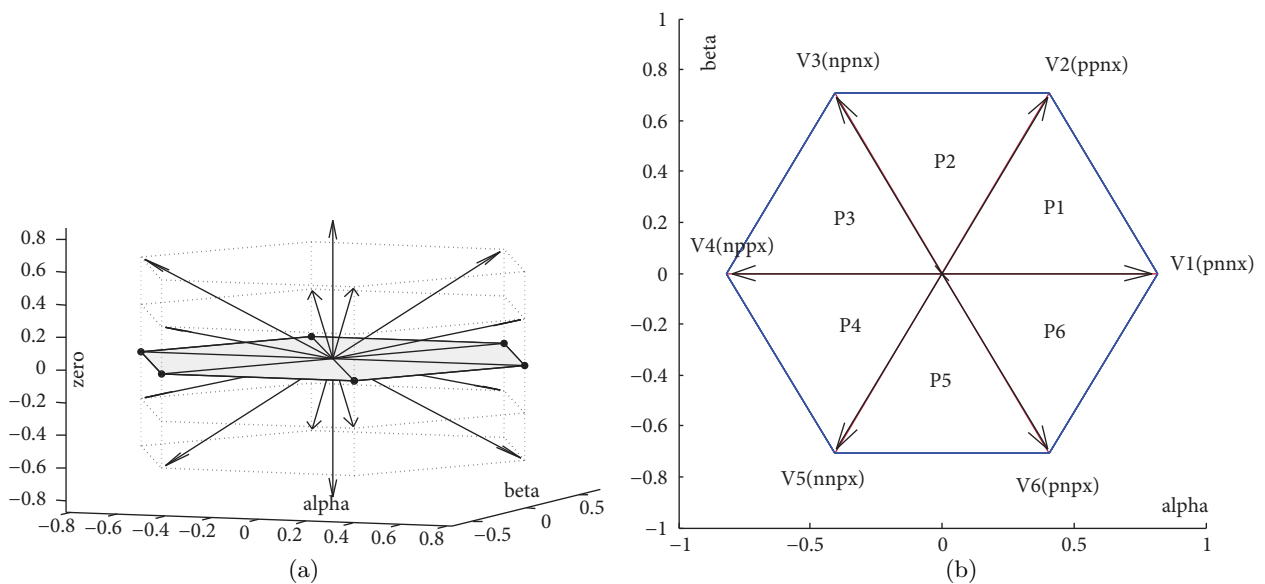 0.8
0.6
0.4
0.2
0
−0.2
−0.4
−0.6
−0.8
zero
−0.8 −0.6 −0.4 −0.2 0 0.2 0.4 0.6 0.8
alpha
beta
−0.5 0 0.5
(a)
1
0.8
0.6
0.4
0.2
0
−0.2
−0.4
−0.6
−0.8
−1
beta
V3(npnx) V2(ppnx)
P2
P3 P1
V4(nppx) V1(pnnx)
P4 P6
P5
V5(nnpx) V6(pnpx)
alpha
−1 −0.5 0 0.5 1
(b)